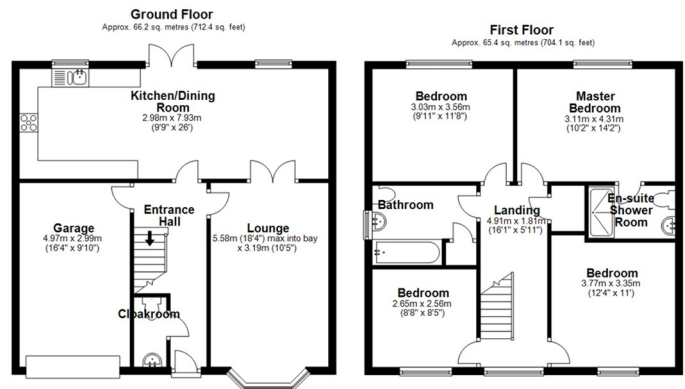 Ground Floor
Approx. 66.2 sq. metres (712.4 sq. feet)
Kitchen/Dining
Room
2.98m x 7.93m
(9'9" x 26')
Garage
4.97m x 2.99m
(16'4" x 9'10")
Entrance
Hall
Lounge
5.58m (18'4") max into bay
x 3.19m (10'5")
Cloakroom
First Floor
Approx. 65.4 sq. metres (704.1 sq. feet)
Bedroom
3.03m x 3.56m
(9'11" x 11'8")
Master
Bedroom
3.11m x 4.31m
(10'2" x 14'2")
Bathroom
Landing
4.91m x 1.81m
(16'1" x 5'11")
En-suite
Shower
Room
Bedroom
2.65m x 2.56m
(8'8" x 8'5")
Bedroom
3.77m x 3.35m
(12'4" x 11')